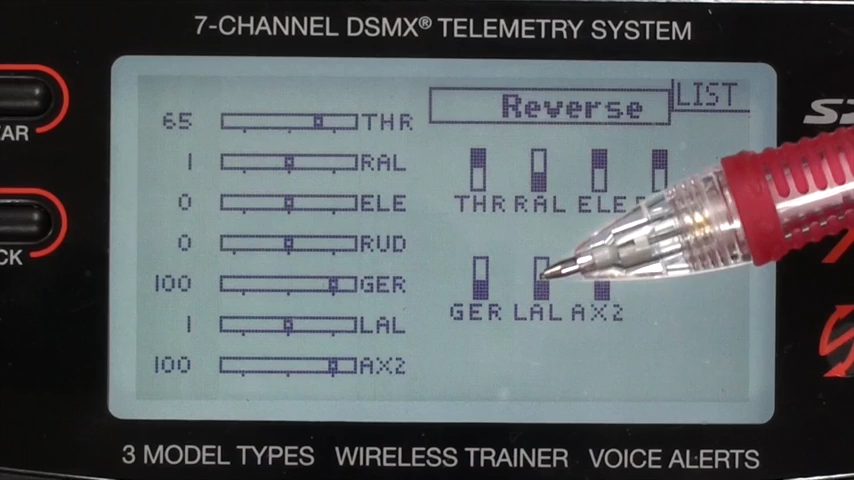 7-CHANNEL DSMX® TELEMETRY SYSTEM
LIST
Reverse
65 THR
1 RAL
0 ELE
0 RUD
100 GER
1 LAL
100 AX2
THR RAL ELE
GER LAL AX2
3 MODEL TYPES WIRELESS TRAINER VOICE ALERTS